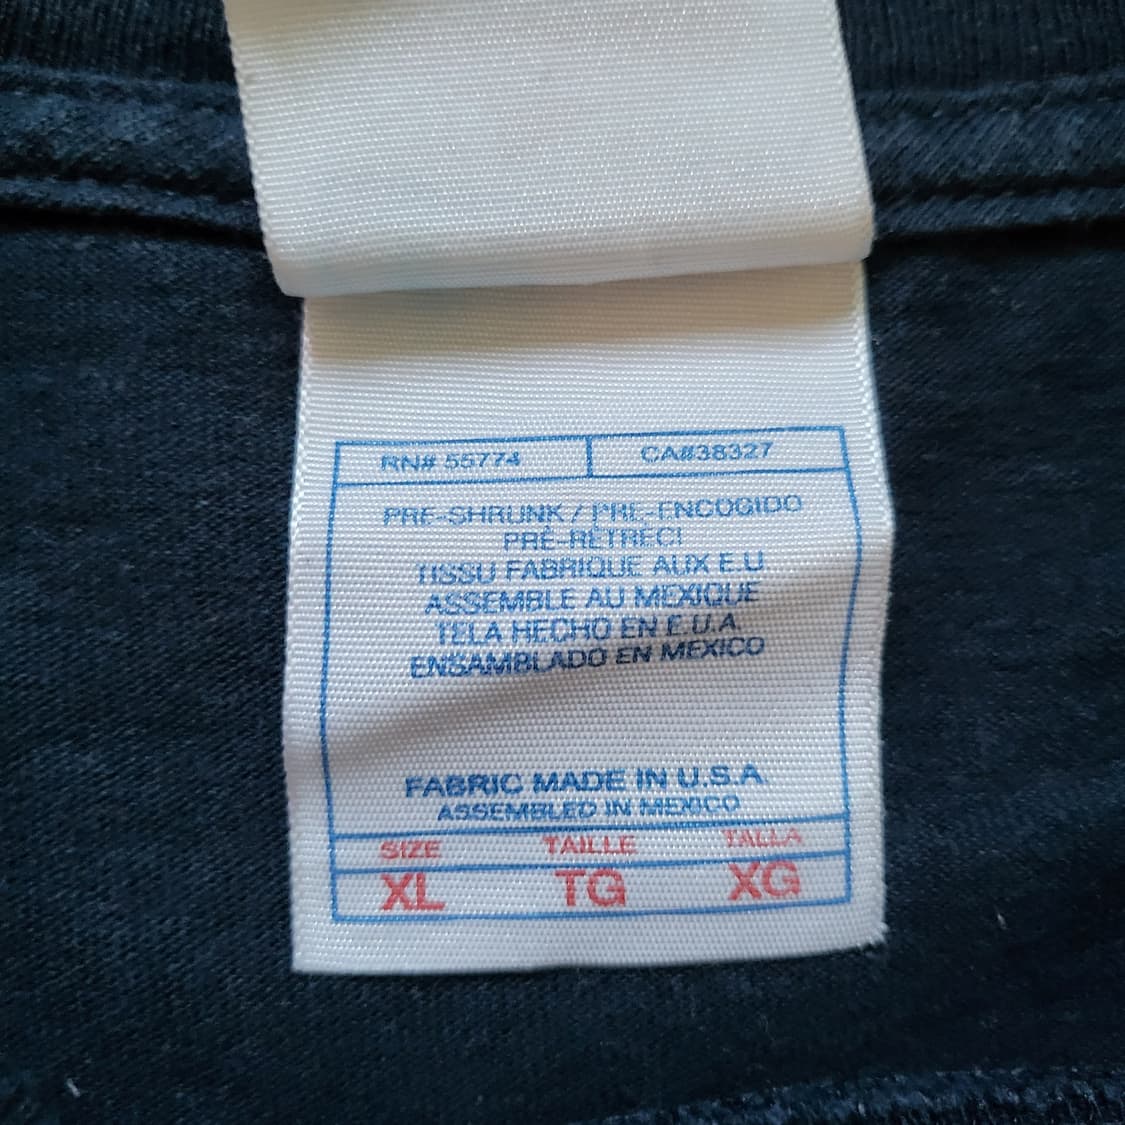 RN# 55774 CA#38327
PRE-SHRUNK / PRE-ENCOGIDO
PRÉ-RÉTRÉCI
TISSU FABRIQUE AUX E.U.
ASSEMBLE AU MEXIQUE
TELA HECHO EN E.U.A.
ENSAMBLADO EN MEXICO
FABRIC MADE IN U.S.A.
ASSEMBLED IN MEXICO
SIZE TAILLE TALLA
XL TG XG